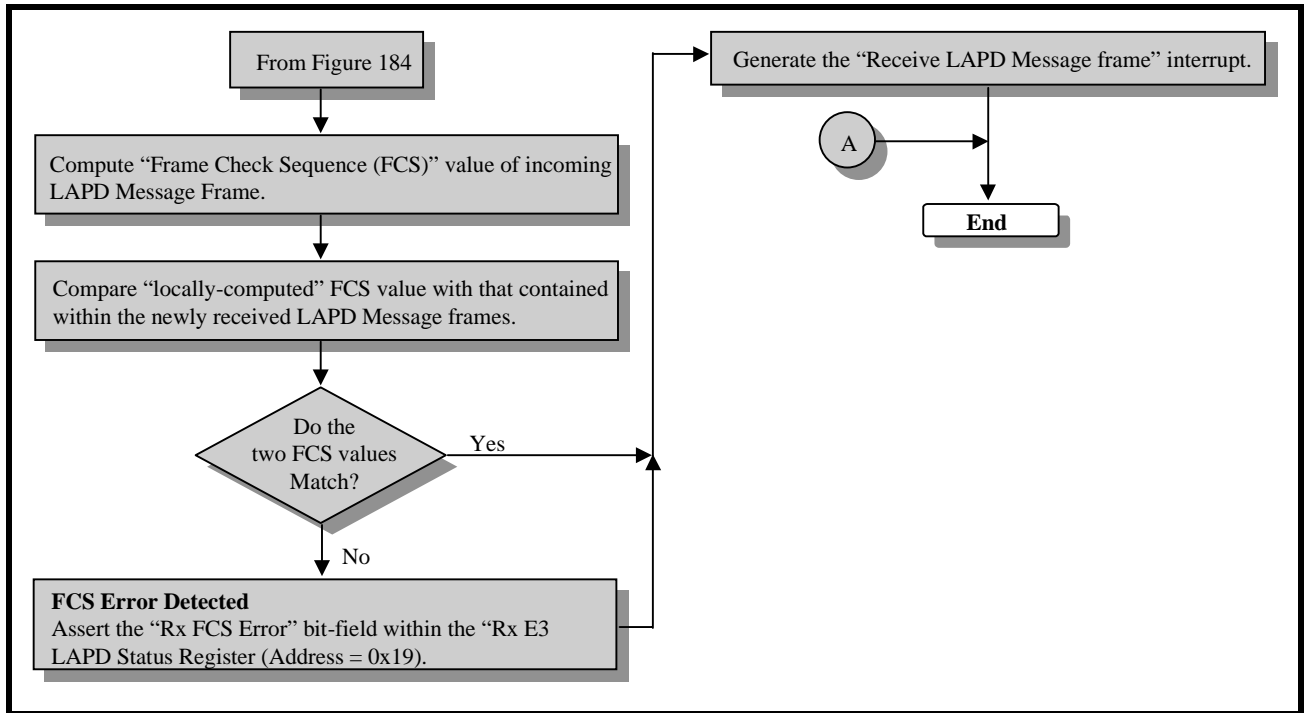 From Figure 184
Compute “Frame Check Sequence (FCS)” value of incoming
LAPD Message Frame.
Compare “locally-computed” FCS value with that contained
within the newly received LAPD Message frames.
Do the
two FCS values
Match?
Yes
No
FCS Error Detected
Assert the “Rx FCS Error” bit-field within the “Rx E3
LAPD Status Register (Address = 0x19).
Generate the “Receive LAPD Message frame” interrupt.
A
End